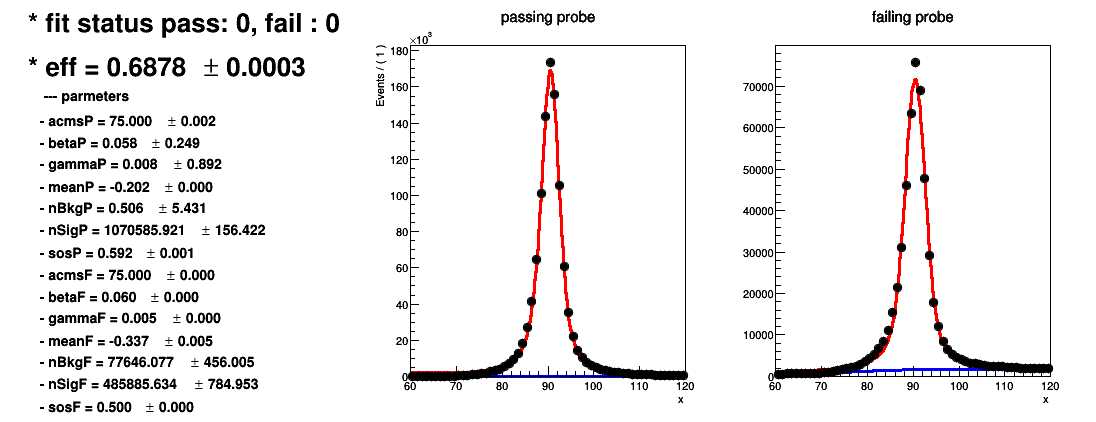 * fit status pass: 0, fail : 0
* eff = 0.6878 ± 0.0003
--- parmeters
- acmsP = 75.000 ± 0.002
- betaP = 0.058 ± 0.249
- gammaP = 0.008 ± 0.892
- meanP = -0.202 ± 0.000
- nBkgP = 0.506 ± 5.431
- nSigP = 1070585.921 ± 156.422
- sosP = 0.592 ± 0.001
- acmsF = 75.000 ± 0.000
- betaF = 0.060 ± 0.000
- gammaF = 0.005 ± 0.000
- meanF = -0.337 ± 0.005
- nBkgF = 77646.077 ± 456.005
- nSigF = 485885.634 ± 784.953
- sosF = 0.500 ± 0.000
passing probe
×10³
Events / ( 1 )
180
160
140
120
100
80
60
40
20
0
60 70 80 90 100 110 120
x
failing probe
70000
60000
50000
40000
30000
20000
10000
0
60 70 80 90 100 110 120
x